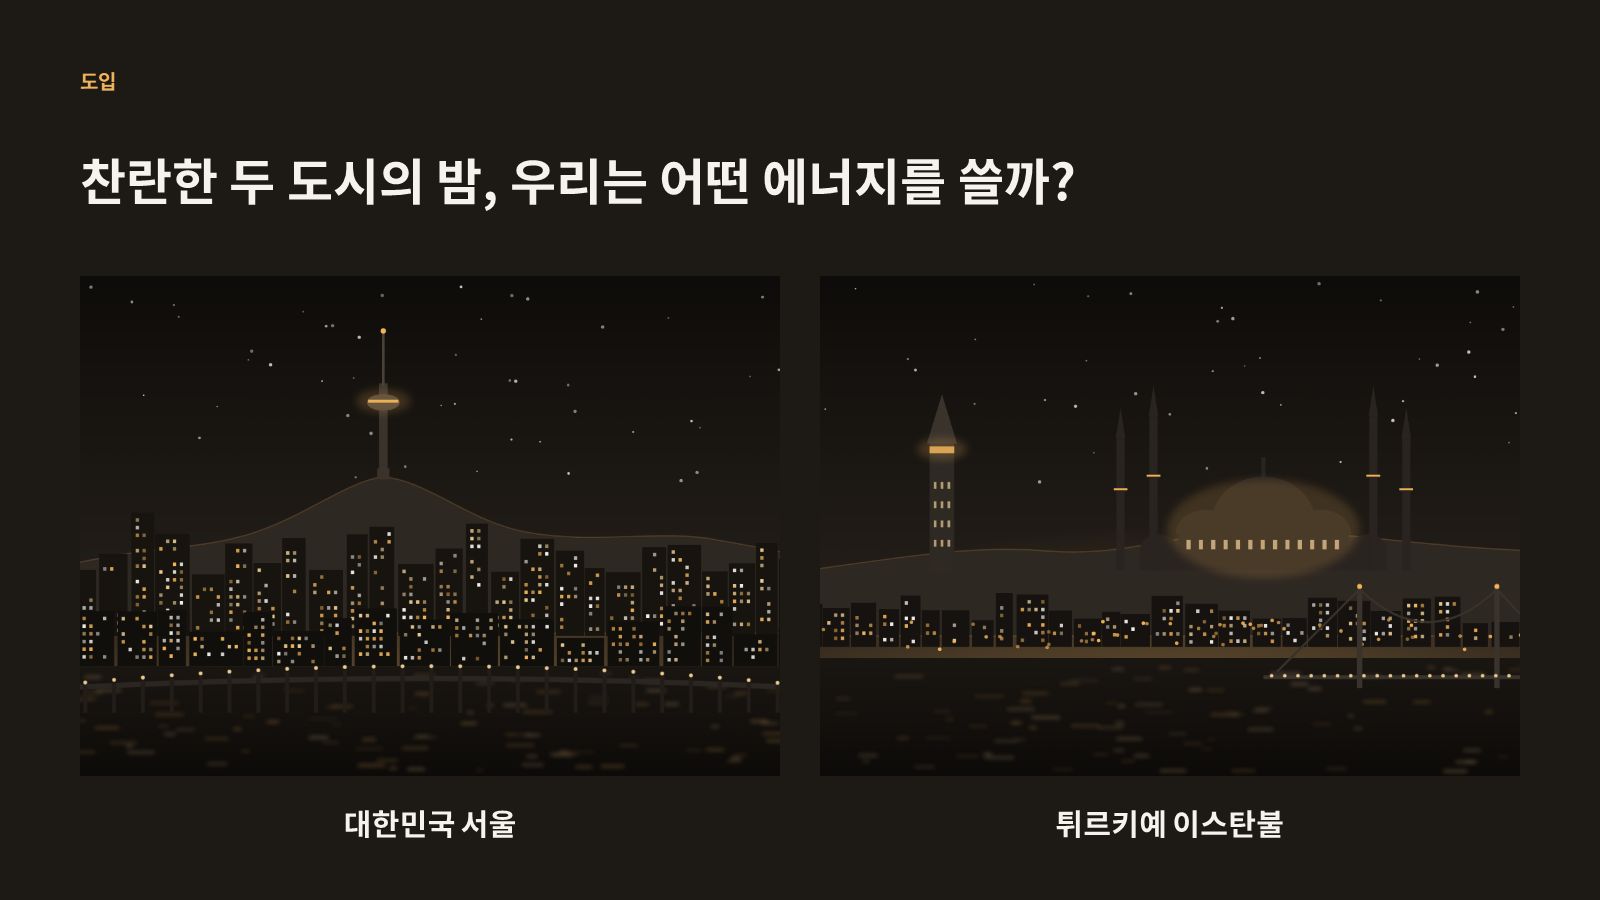 도입
찬란한 두 도시의 밤, 우리는 어떤 에너지를 쓸까?
대한민국 서울
튀르키예 이스탄불